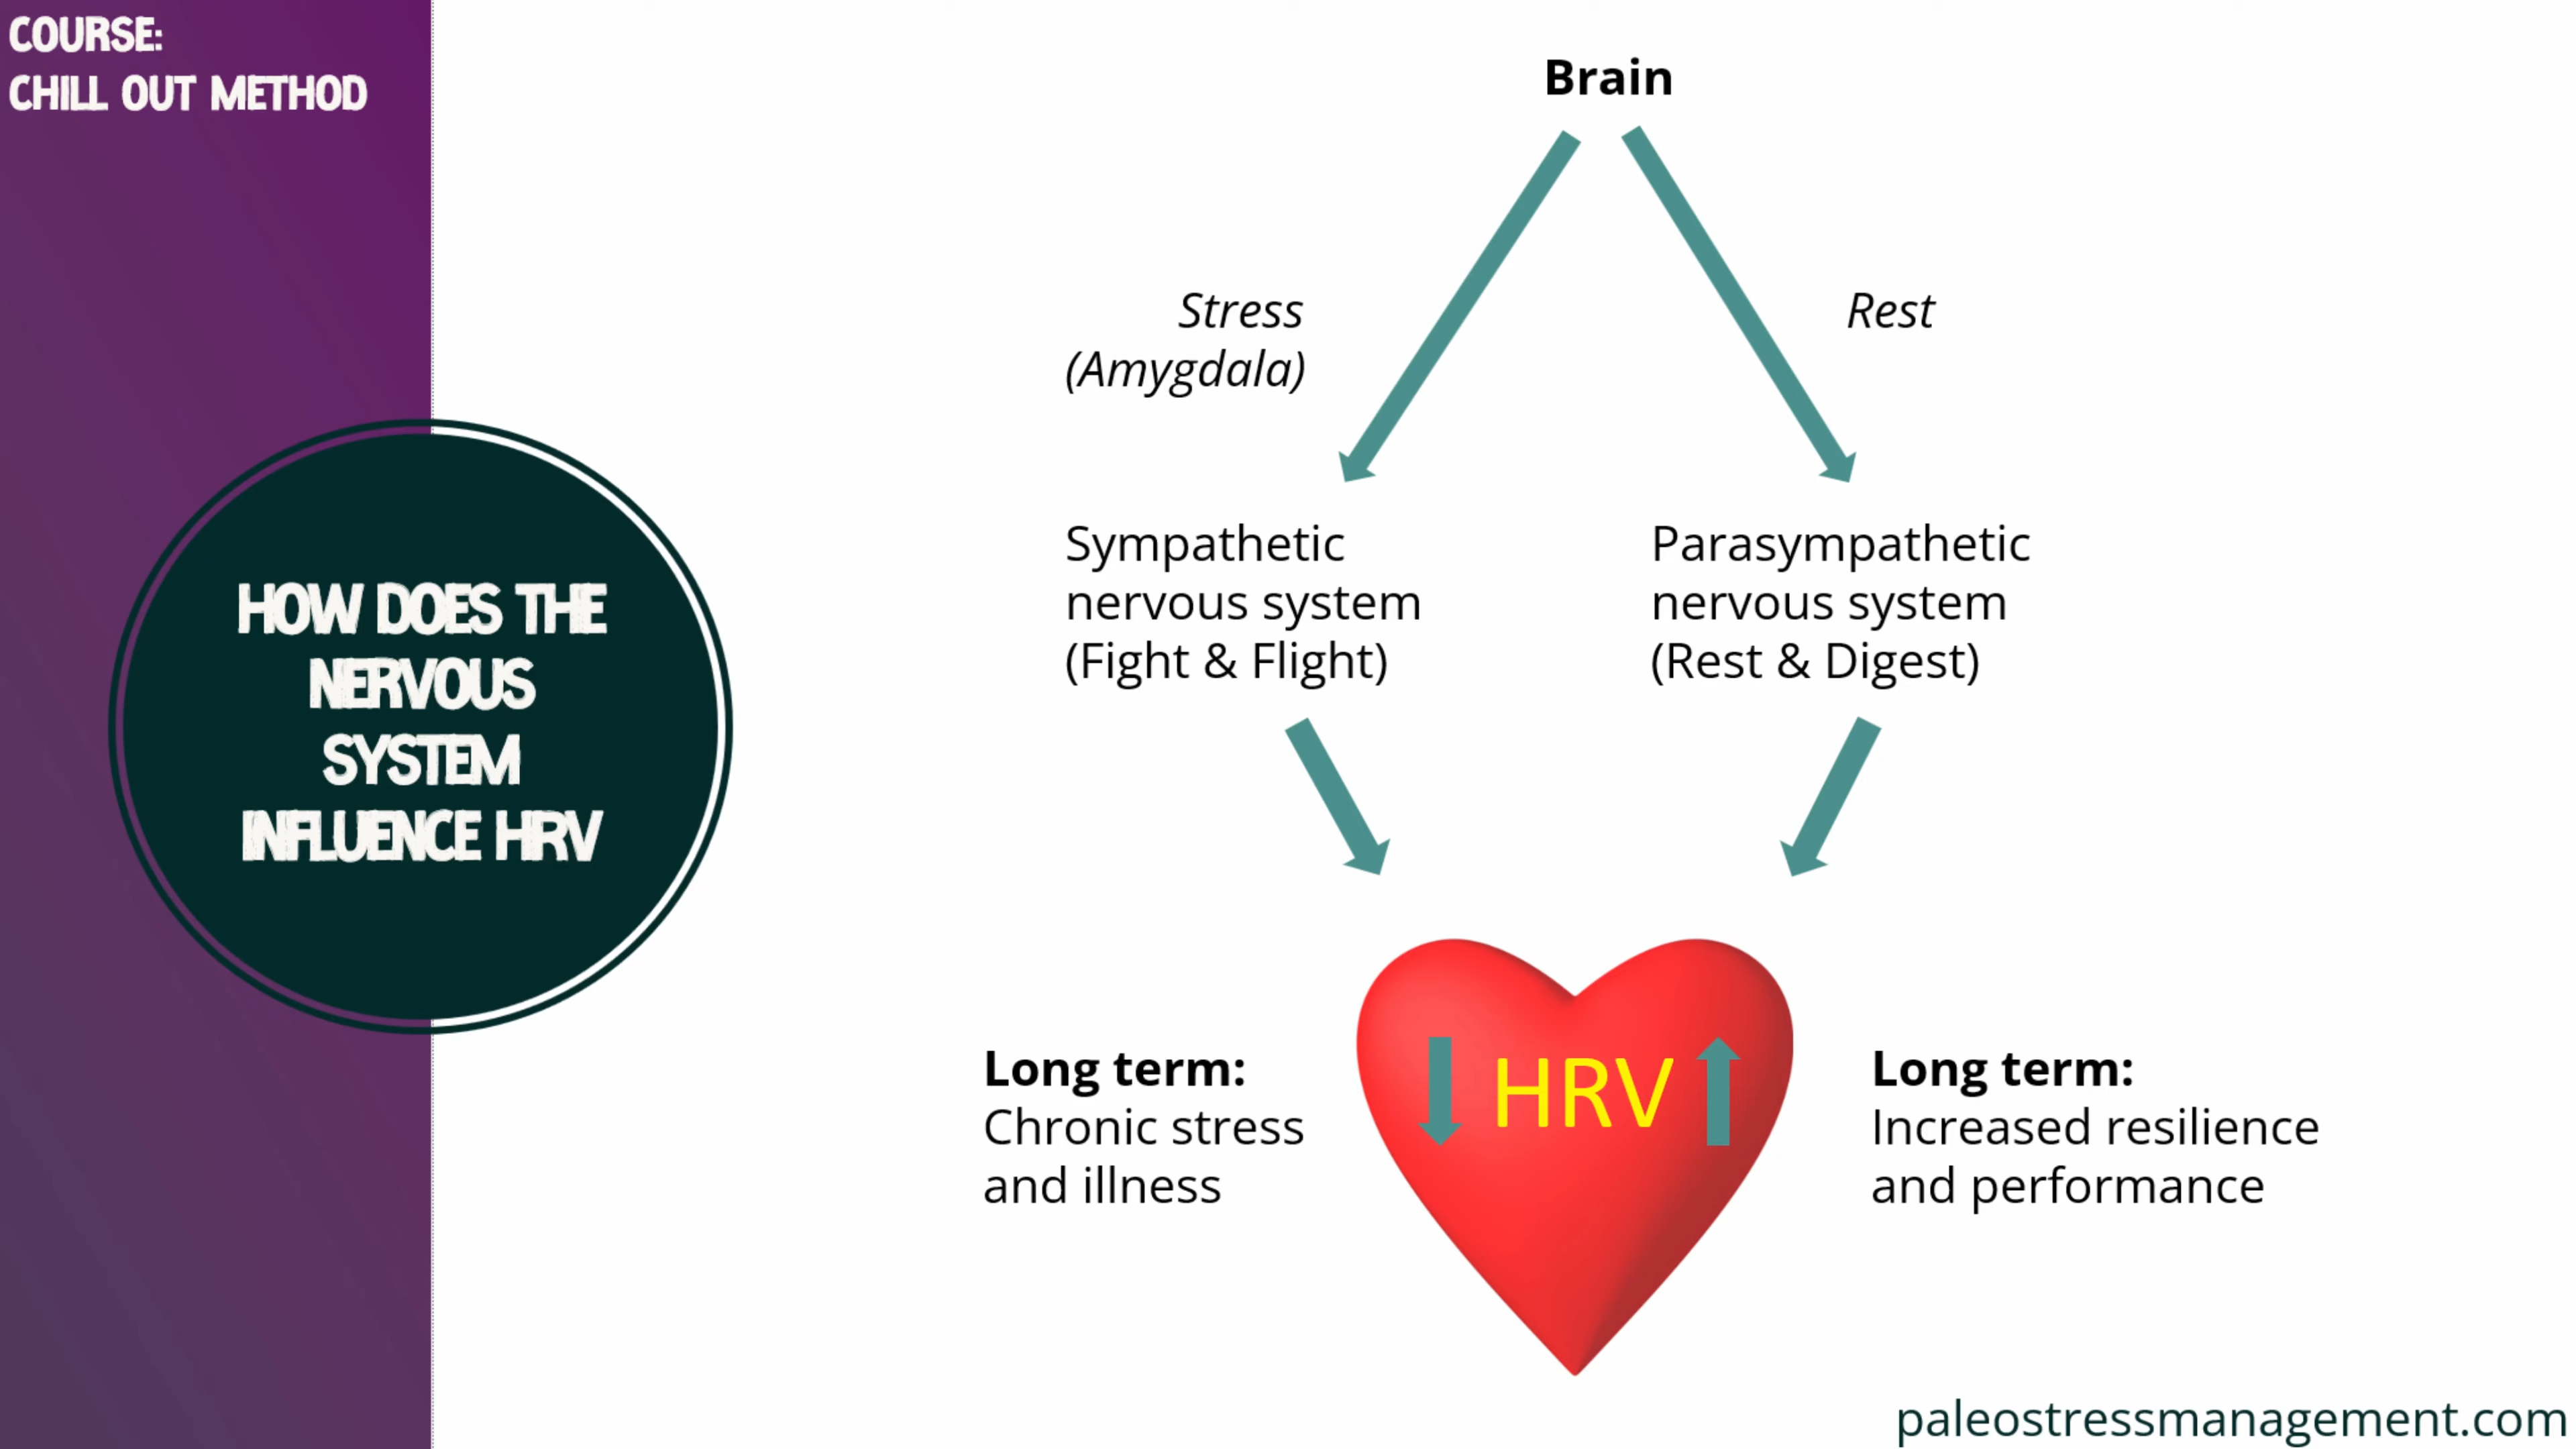 COURSE:
CHILL OUT METHOD
HOW DOES THE
NERVOUS
SYSTEM
INFLUENCE HRV
Brain
Stress
(Amygdala)
Rest
Sympathetic
nervous system
(Fight & Flight)
Parasympathetic
nervous system
(Rest & Digest)
Long term:
Chronic stress
and illness
HRV
Long term:
Increased resilience
and performance
paleostressmanagement.com